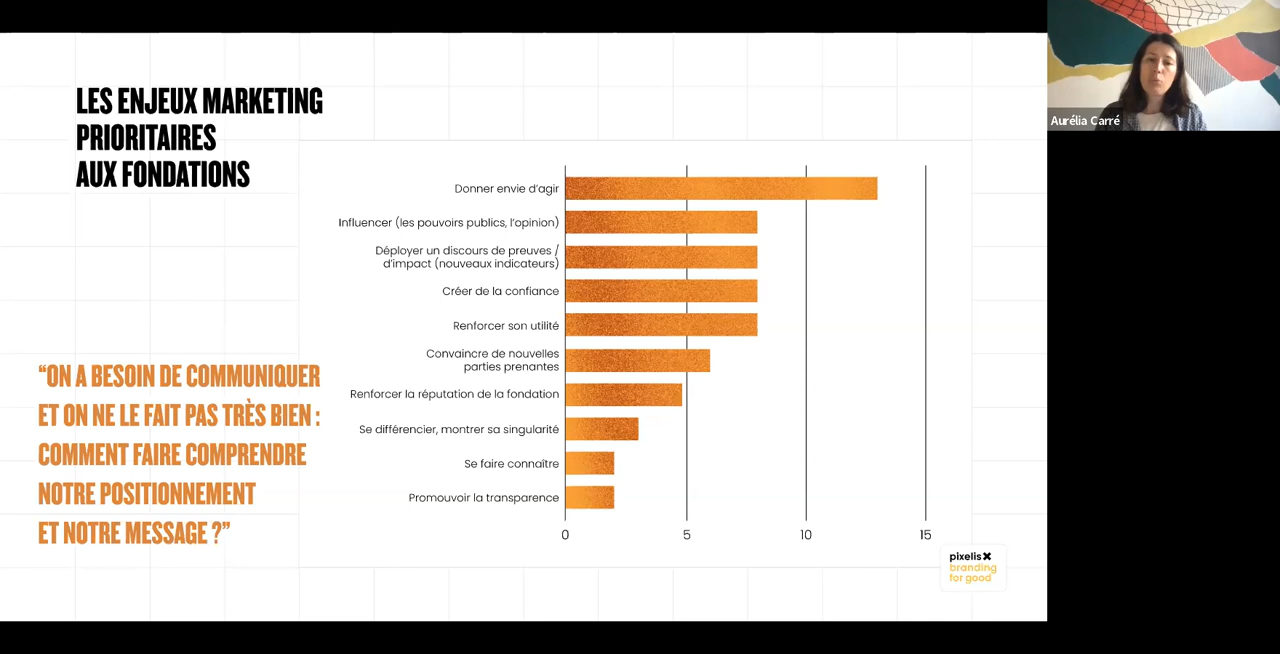 LES ENJEUX MARKETING
PRIORITAIRES
AUX FONDATIONS
“ON A BESOIN DE COMMUNIQUER
ET ON NE LE FAIT PAS TRÈS BIEN :
COMMENT FAIRE COMPRENDRE
NOTRE POSITIONNEMENT
ET NOTRE MESSAGE ?”
Donner envie d’agir
Influencer (les pouvoirs publics, l’opinion)
Déployer un discours de preuves /
d’impact (nouveaux indicateurs)
Créer de la confiance
Renforcer son utilité
Convaincre de nouvelles
parties prenantes
Renforcer la réputation de la fondation
Se différencier, montrer sa singularité
Se faire connaître
Promouvoir la transparence
0 5 10 15
pixelis
branding
for good
Aurélia Carré